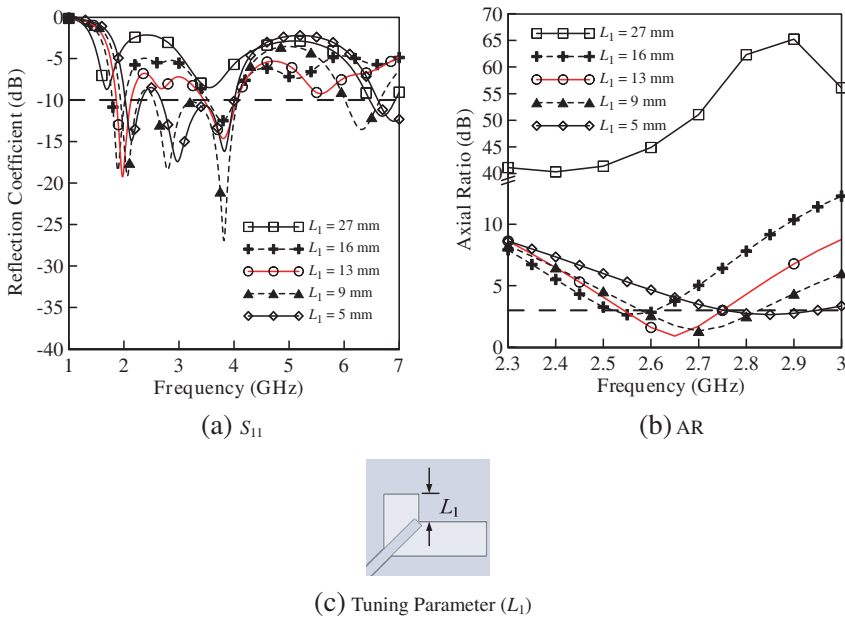 Reflection Coefficient (dB)
0
-5
-10
-15
-20
-25
-30
-35
-40
L₁ = 27 mm
L₁ = 16 mm
L₁ = 13 mm
L₁ = 9 mm
L₁ = 5 mm
1 2 3 4 5 6 7
Frequency (GHz)
(a) S₁₁
Axial Ratio (dB)
70
65
60
55
50
45
40
10
5
0
L₁ = 27 mm
L₁ = 16 mm
L₁ = 13 mm
L₁ = 9 mm
L₁ = 5 mm
2.3 2.4 2.5 2.6 2.7 2.8 2.9 3
Frequency (GHz)
(b) AR
L₁
(c) Tuning Parameter (L₁)